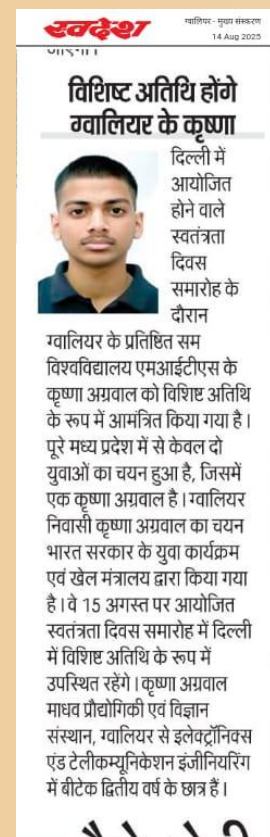 स्वदेश
ग्वालियर - मुख्य संस्करण
14 Aug 2025
विशिष्ट अतिथि होंगे
ग्वालियर के कृष्णा
दिल्ली में
आयोजित
होने वाले
स्वतंत्रता
दिवस
समारोह के
दौरान
ग्वालियर के प्रतिष्ठित सम
विश्वविद्यालय एमआईटीएस के
कृष्णा अग्रवाल को विशिष्ट अतिथि
के रूप में आमंत्रित किया गया है।
पूरे मध्य प्रदेश में से केवल दो
युवाओं का चयन हुआ है, जिसमें
एक कृष्णा अग्रवाल है। ग्वालियर
निवासी कृष्णा अग्रवाल का चयन
भारत सरकार के युवा कार्यक्रम
एवं खेल मंत्रालय द्वारा किया गया
है। वे 15 अगस्त पर आयोजित
स्वतंत्रता दिवस समारोह में दिल्ली
में विशिष्ट अतिथि के रूप में
उपस्थित रहेंगे। कृष्णा अग्रवाल
माधव प्रौद्योगिकी एवं विज्ञान
संस्थान, ग्वालियर से इलेक्ट्रॉनिक्स
एंड टेलीकम्यूनिकेशन इंजीनियरिंग
में बीटेक द्वितीय वर्ष के छात्र हैं।